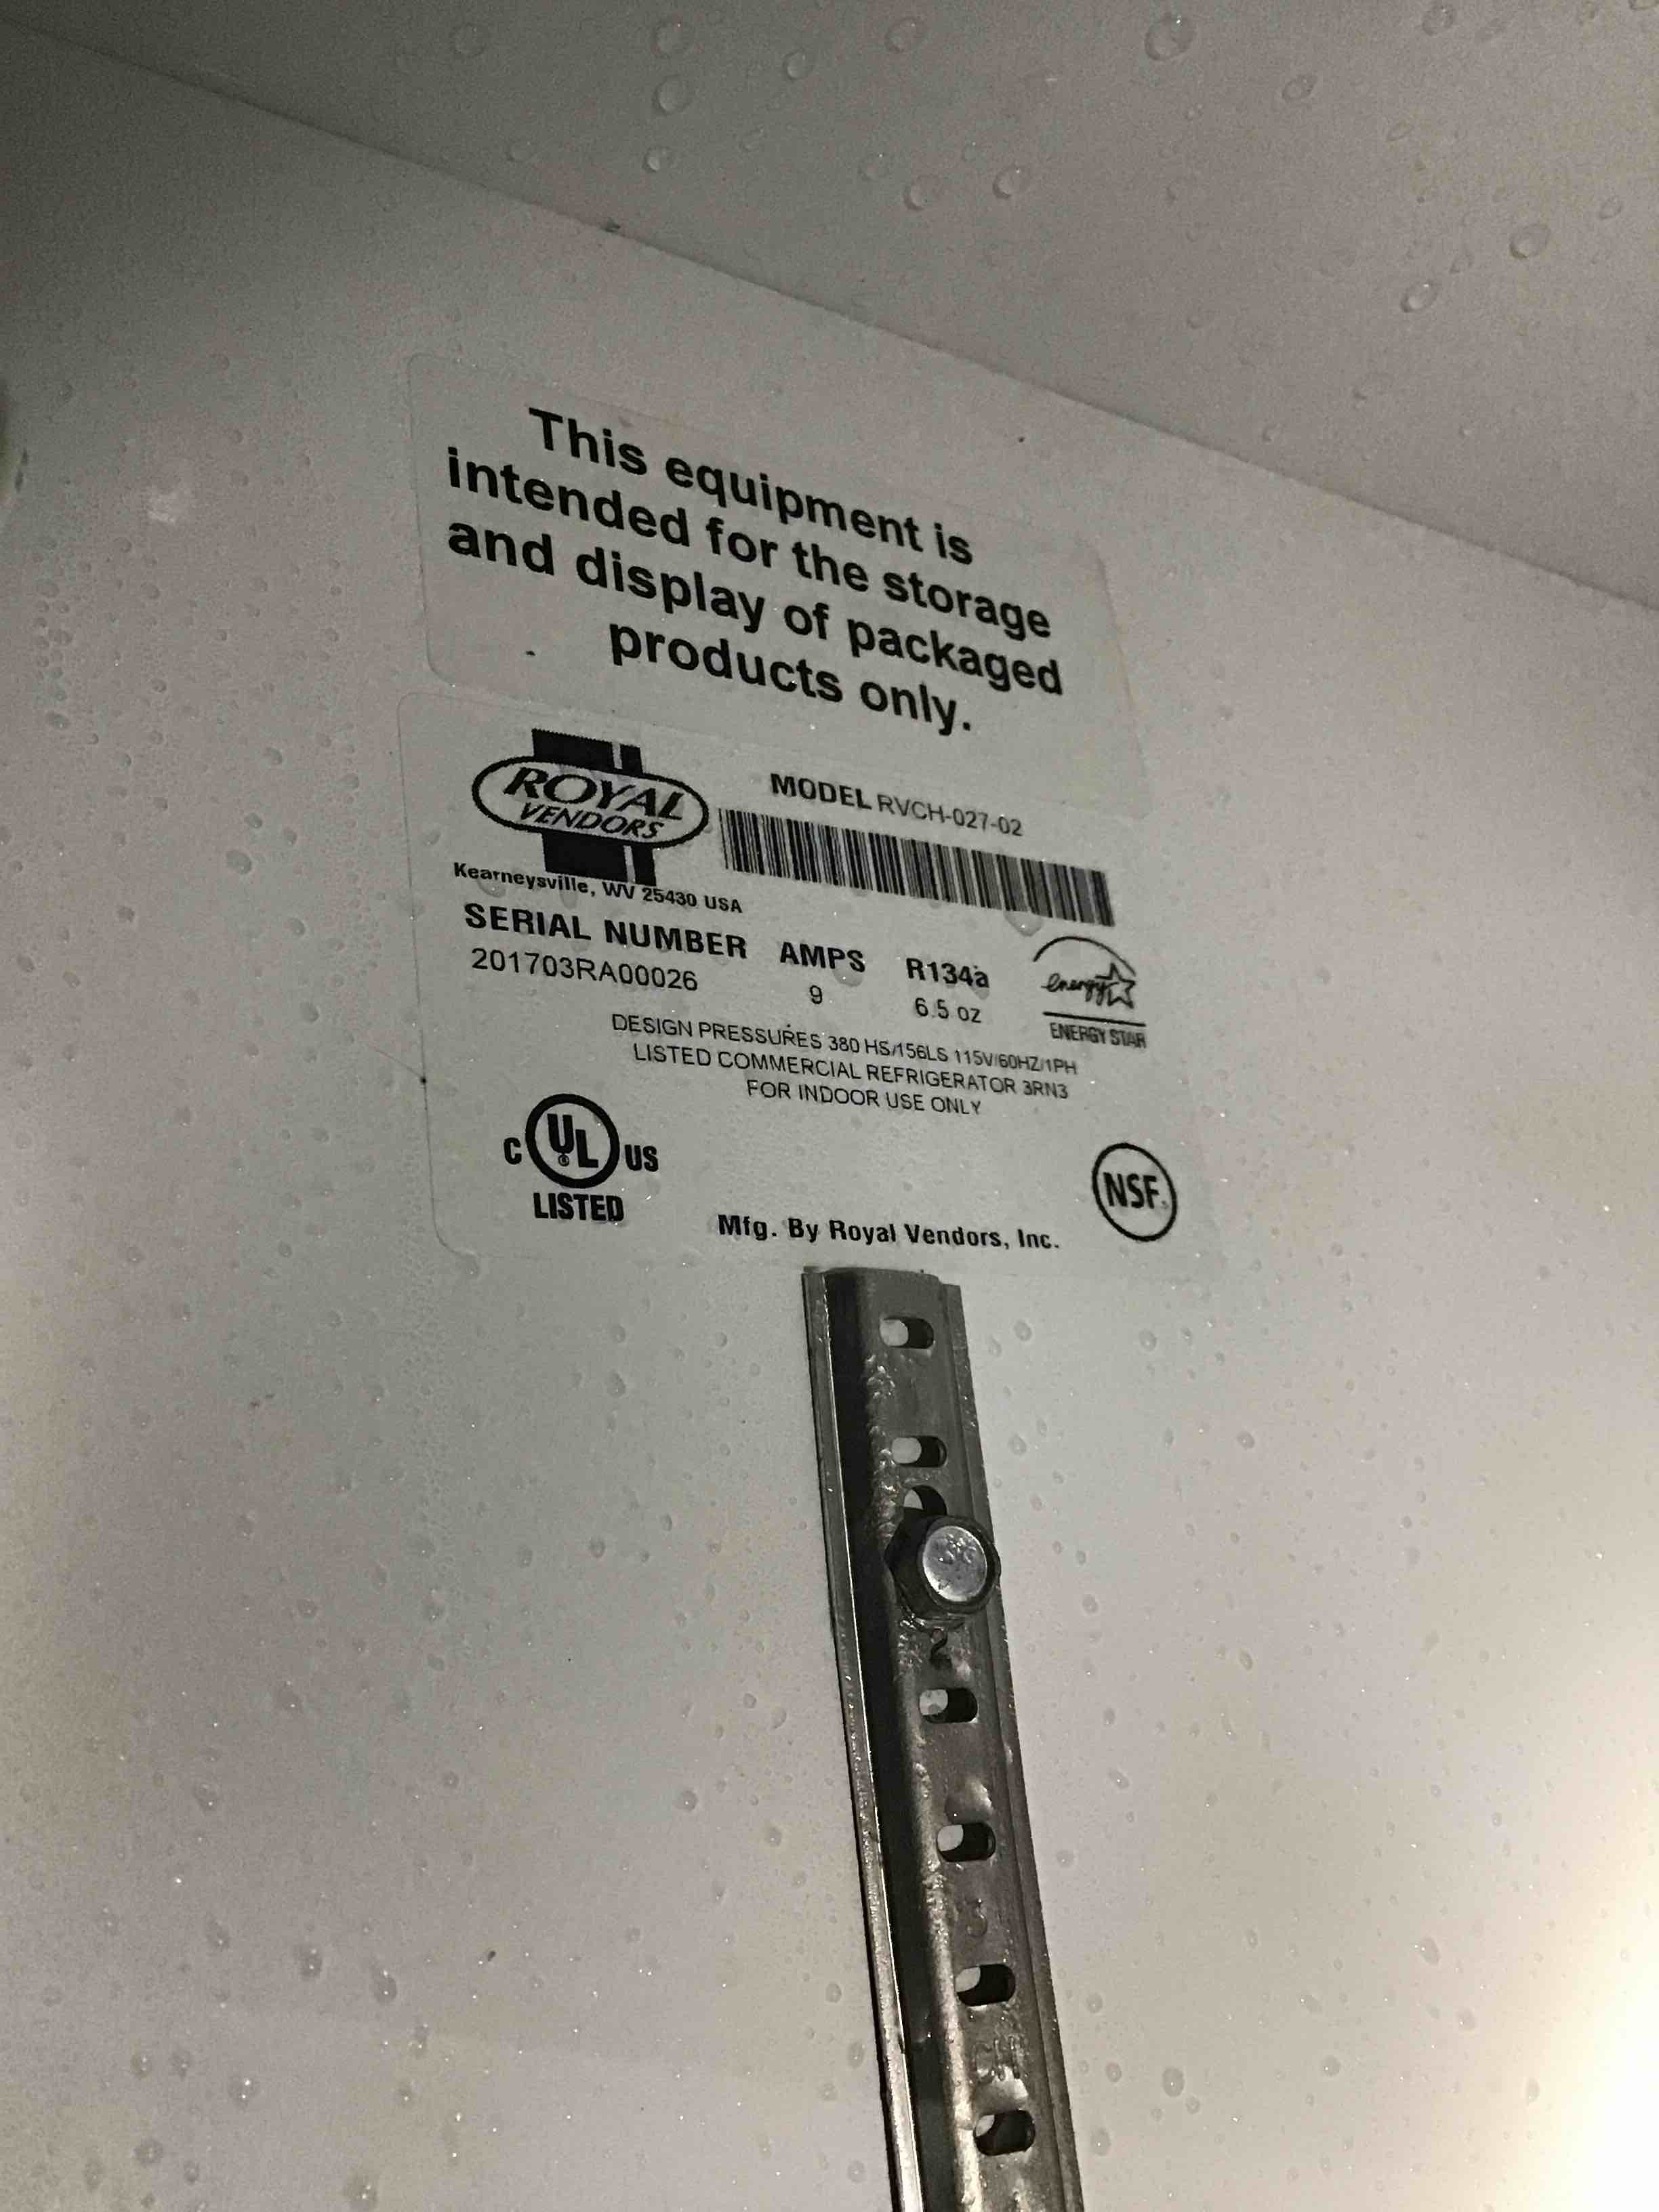 This equipment is
intended for the storage
and display of packaged
products only.
ROYAL
VENDORS
MODEL RVCH-027-02
Kearneysville, WV 25430 USA
SERIAL NUMBER AMPS R134a
201703RA00026 9 6.5 oz
energy
ENERGY STAR
DESIGN PRESSURES 380 HS/156LS 115V/60HZ/1PH
LISTED COMMERCIAL REFRIGERATOR 3RN3
FOR INDOOR USE ONLY
C UL ® US
LISTED
NSF.
Mfg. By Royal Vendors, Inc.
2
3